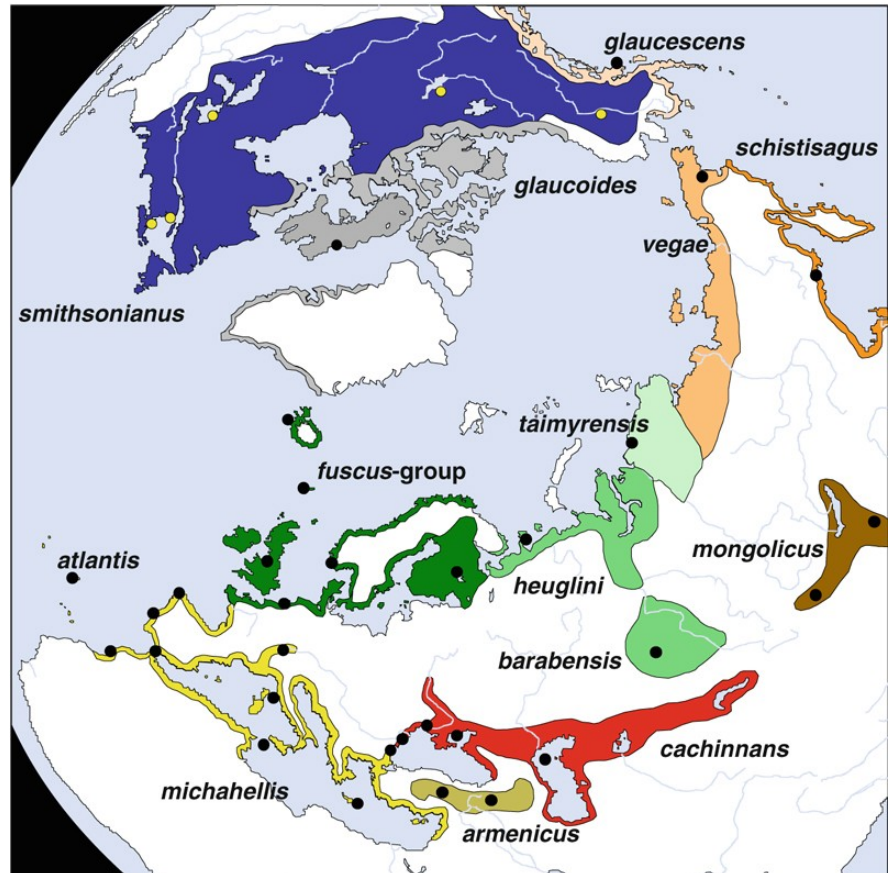 glaucescens
schistisagus
glaucoides
vegae
smithsonianus
taimyrensis
fuscus-group
atlantis
mongolicus
heuglini
barabensis
cachinnans
michahellis
armenicus